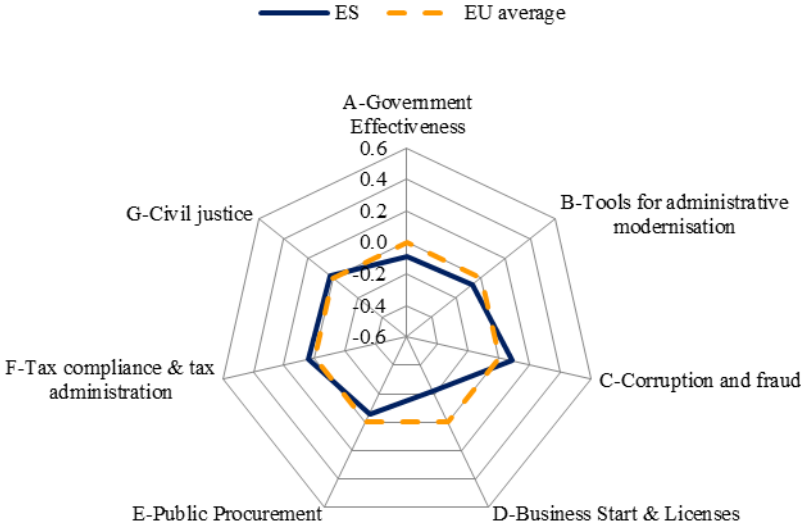 ES EU average
A-Government
Effectiveness
0.6
0.4
0.2
0.0
-0.2
-0.4
-0.6
B-Tools for administrative
modernisation
C-Corruption and fraud
D-Business Start & Licenses
E-Public Procurement
F-Tax compliance & tax
administration
G-Civil justice